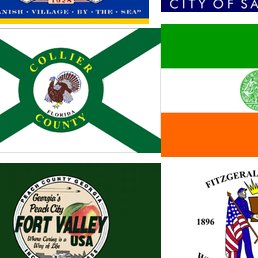 1828
ANISH · VILLAGE · BY · THE · SEA"
CITY OF SA
COLLIER
FLORIDA
COUNTY
PEACH COUNTY GEORGIA
Georgia's
Peach City
FORT VALLEY
Where Caring is a
Way of Life
USA
FITZGERAL
1896